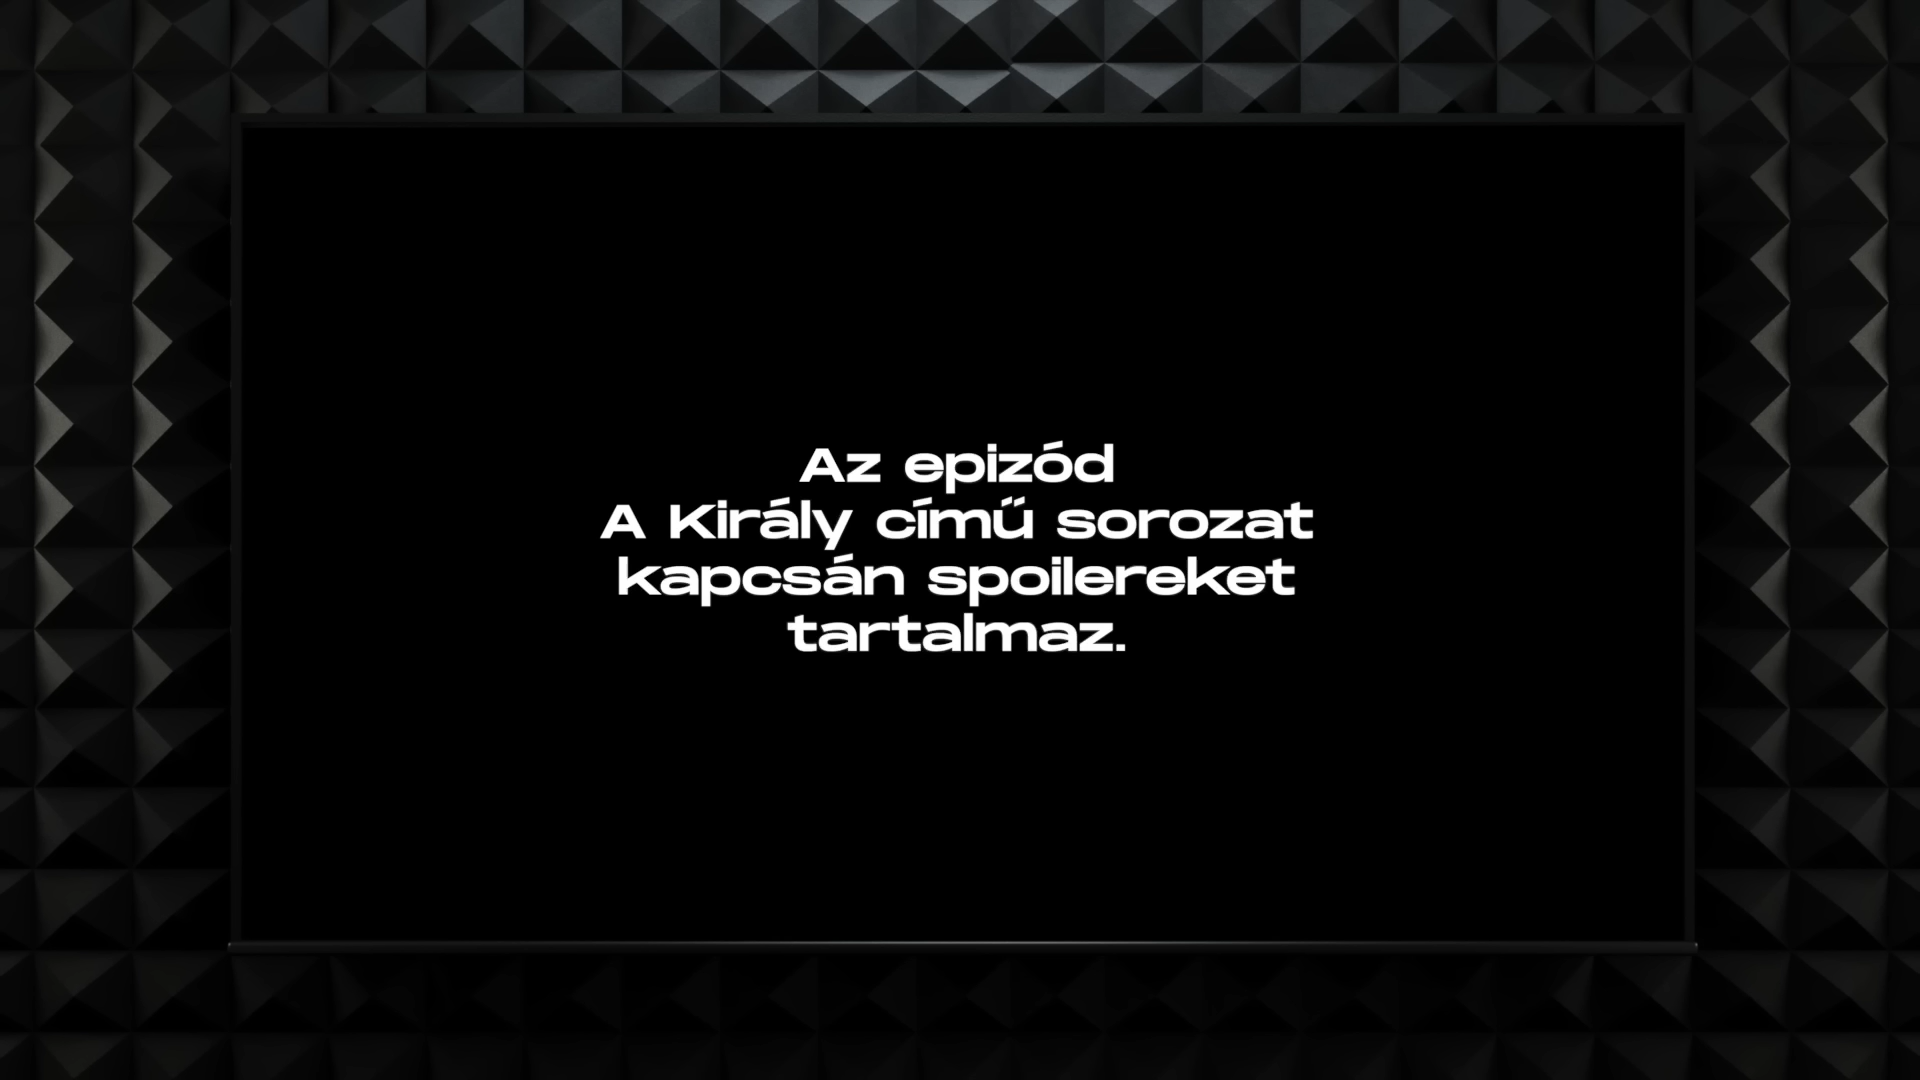 Az epizód
A Király című sorozat
kapcsán spoilereket
tartalmaz.